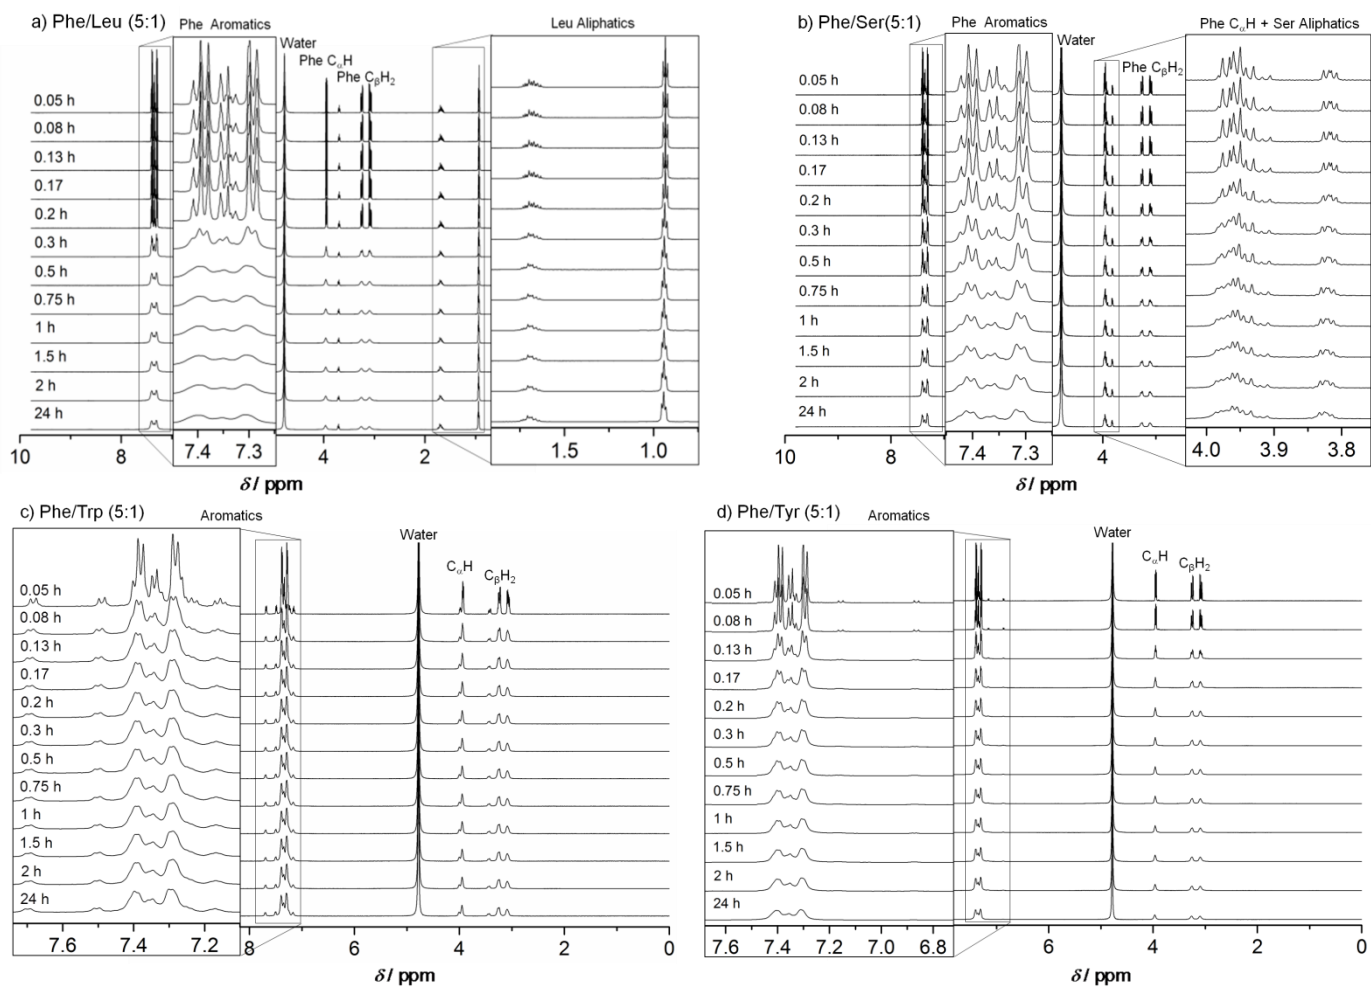 a) Phe/Leu (5:1)
Phe Aromatics
Leu Aliphatics
Water
Phe CαH
Phe CβH2
0.05 h
0.08 h
0.13 h
0.17
0.2 h
0.3 h
0.5 h
0.75 h
1 h
1.5 h
2 h
24 h
10 8 7.4 7.3 4 2 1.5 1.0
δ / ppm
b) Phe/Ser(5:1)
Phe Aromatics
Phe CαH + Ser Aliphatics
Water
Phe CβH2
0.05 h
0.08 h
0.13 h
0.17
0.2 h
0.3 h
0.5 h
0.75 h
1 h
1.5 h
2 h
24 h
10 8 7.4 7.3 4 4.0 3.9 3.8
δ / ppm
c) Phe/Trp (5:1)
Aromatics
Water
CαH
CβH2
0.05 h
0.08 h
0.13 h
0.17
0.2 h
0.3 h
0.5 h
0.75 h
1 h
1.5 h
2 h
24 h
7.6 7.4 7.2 8 6 4 2 0
δ / ppm
d) Phe/Tyr (5:1)
Aromatics
Water
CαH
CβH2
0.05 h
0.08 h
0.13 h
0.17
0.2 h
0.3 h
0.5 h
0.75 h
1 h
1.5 h
2 h
24 h
7.6 7.4 7.2 7.0 6.8 6 4 2 0
δ / ppm